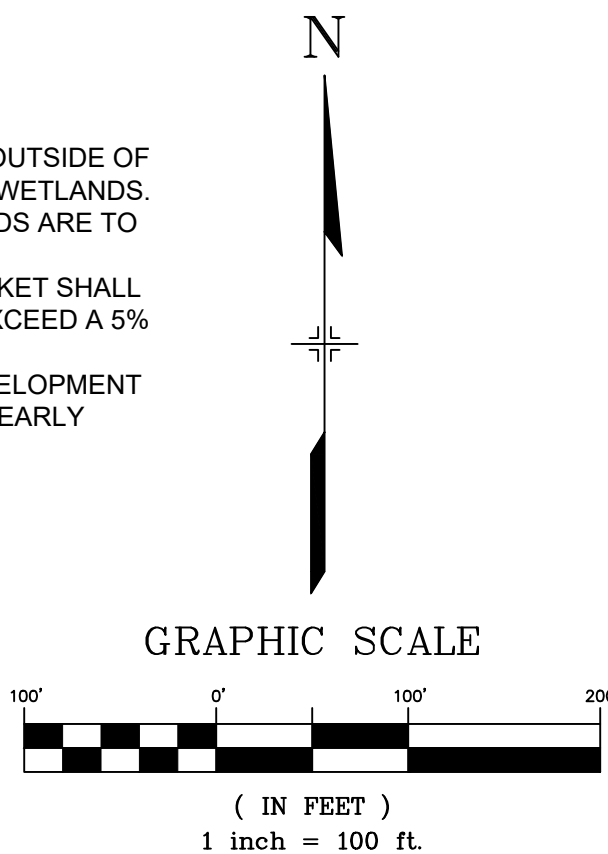 N
OUTSIDE OF
WETLANDS.
DS ARE TO
KET SHALL
XCEED A 5%
ELOPMENT
EARLY
GRAPHIC SCALE
100' 0' 100' 200
( IN FEET )
1 inch = 100 ft.